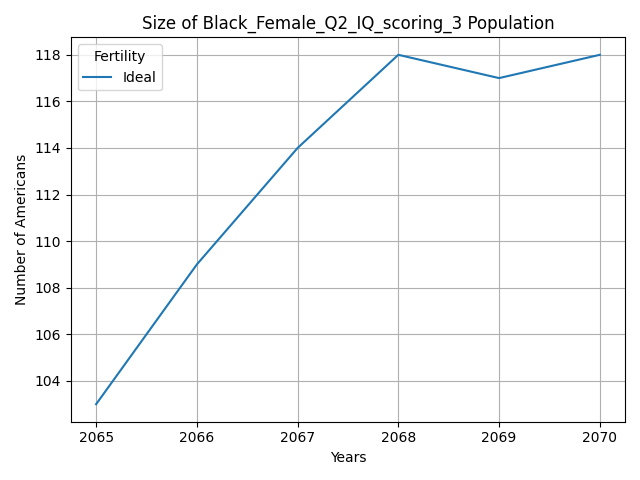 Size of Black_Female_Q2_IQ_scoring_3 Population
Fertility
Ideal
118
116
114
112
110
108
106
104
Number of Americans
2065 2066 2067 2068 2069 2070
Years